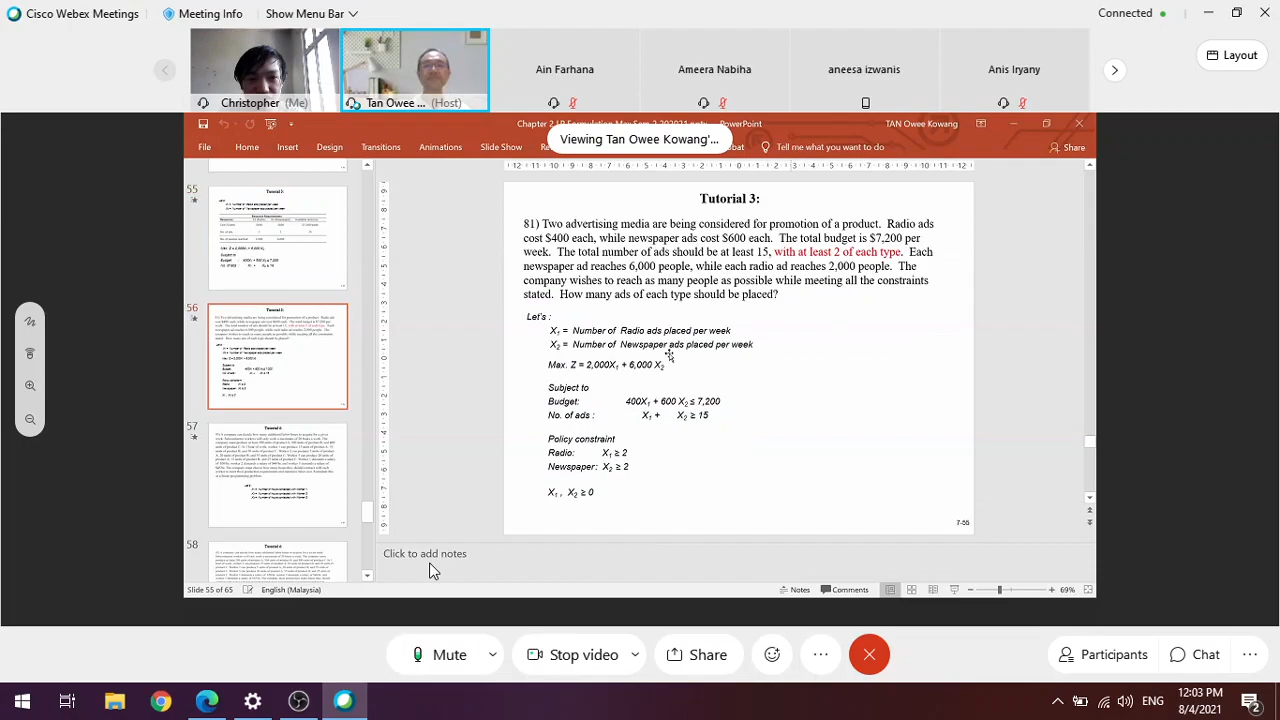 Cisco Webex Meetings
Meeting Info
Show Menu Bar
Connected
Layout
Christopher (Me)
Tan Owee ... (Host)
Ain Farhana
Ameera Nabiha
aneesa izwanis
Anis Iryany
PowerPoint
TAN Owee Kowang
Viewing Tan Owee Kowang'...
File
Home
Insert
Design
Transitions
Animations
Slide Show
Tell me what you want to do
55
56
57
58
Tutorial 3:
81) Two advertising media are being considered for promotion of a product. Radio ads
cost $400 each, while newspaper ads cost $600 each. The total budget is $7,200 per
week. The total number of ads should be at least 15, with at least 2 of each type. Each
newspaper ad reaches 6,000 people, while each radio ad reaches 2,000 people. The
company wishes to reach as many people as possible while meeting all the constraints
stated. How many ads of each type should be placed?
Let's :
X₁ = Number of Radio ads placed per week
X₂ = Number of Newspaper ads placed per week
Max. Z = 2,000X₁ + 6,000 X₂
Subject to
Budget: 400X₁ + 600 X₂ ≤ 7,200
No. of ads : X₁ + X₂ ≥ 15
Policy constraint
Radio: X₁ ≥ 2
Newspaper: X₂ ≥ 2
X₁ , X₂ ≥ 0
7-55
Click to add notes
Slide 55 of 65
English (Malaysia)
Notes
Comments
69%
Mute
Stop video
Share
Participants
Chat
ENG
12:03 PM
8/4/2021
2